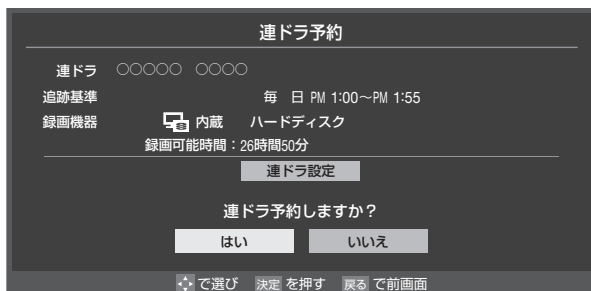 連ドラ予約
連ドラ ○○○○○ ○○○○
追跡基準 毎 日 PM 1:00～PM 1:55
録画機器 内蔵 ハードディスク
録画可能時間：26時間50分
連ドラ設定
連ドラ予約しますか？
はい いいえ
で選び 決定 を押す 戻る で前画面